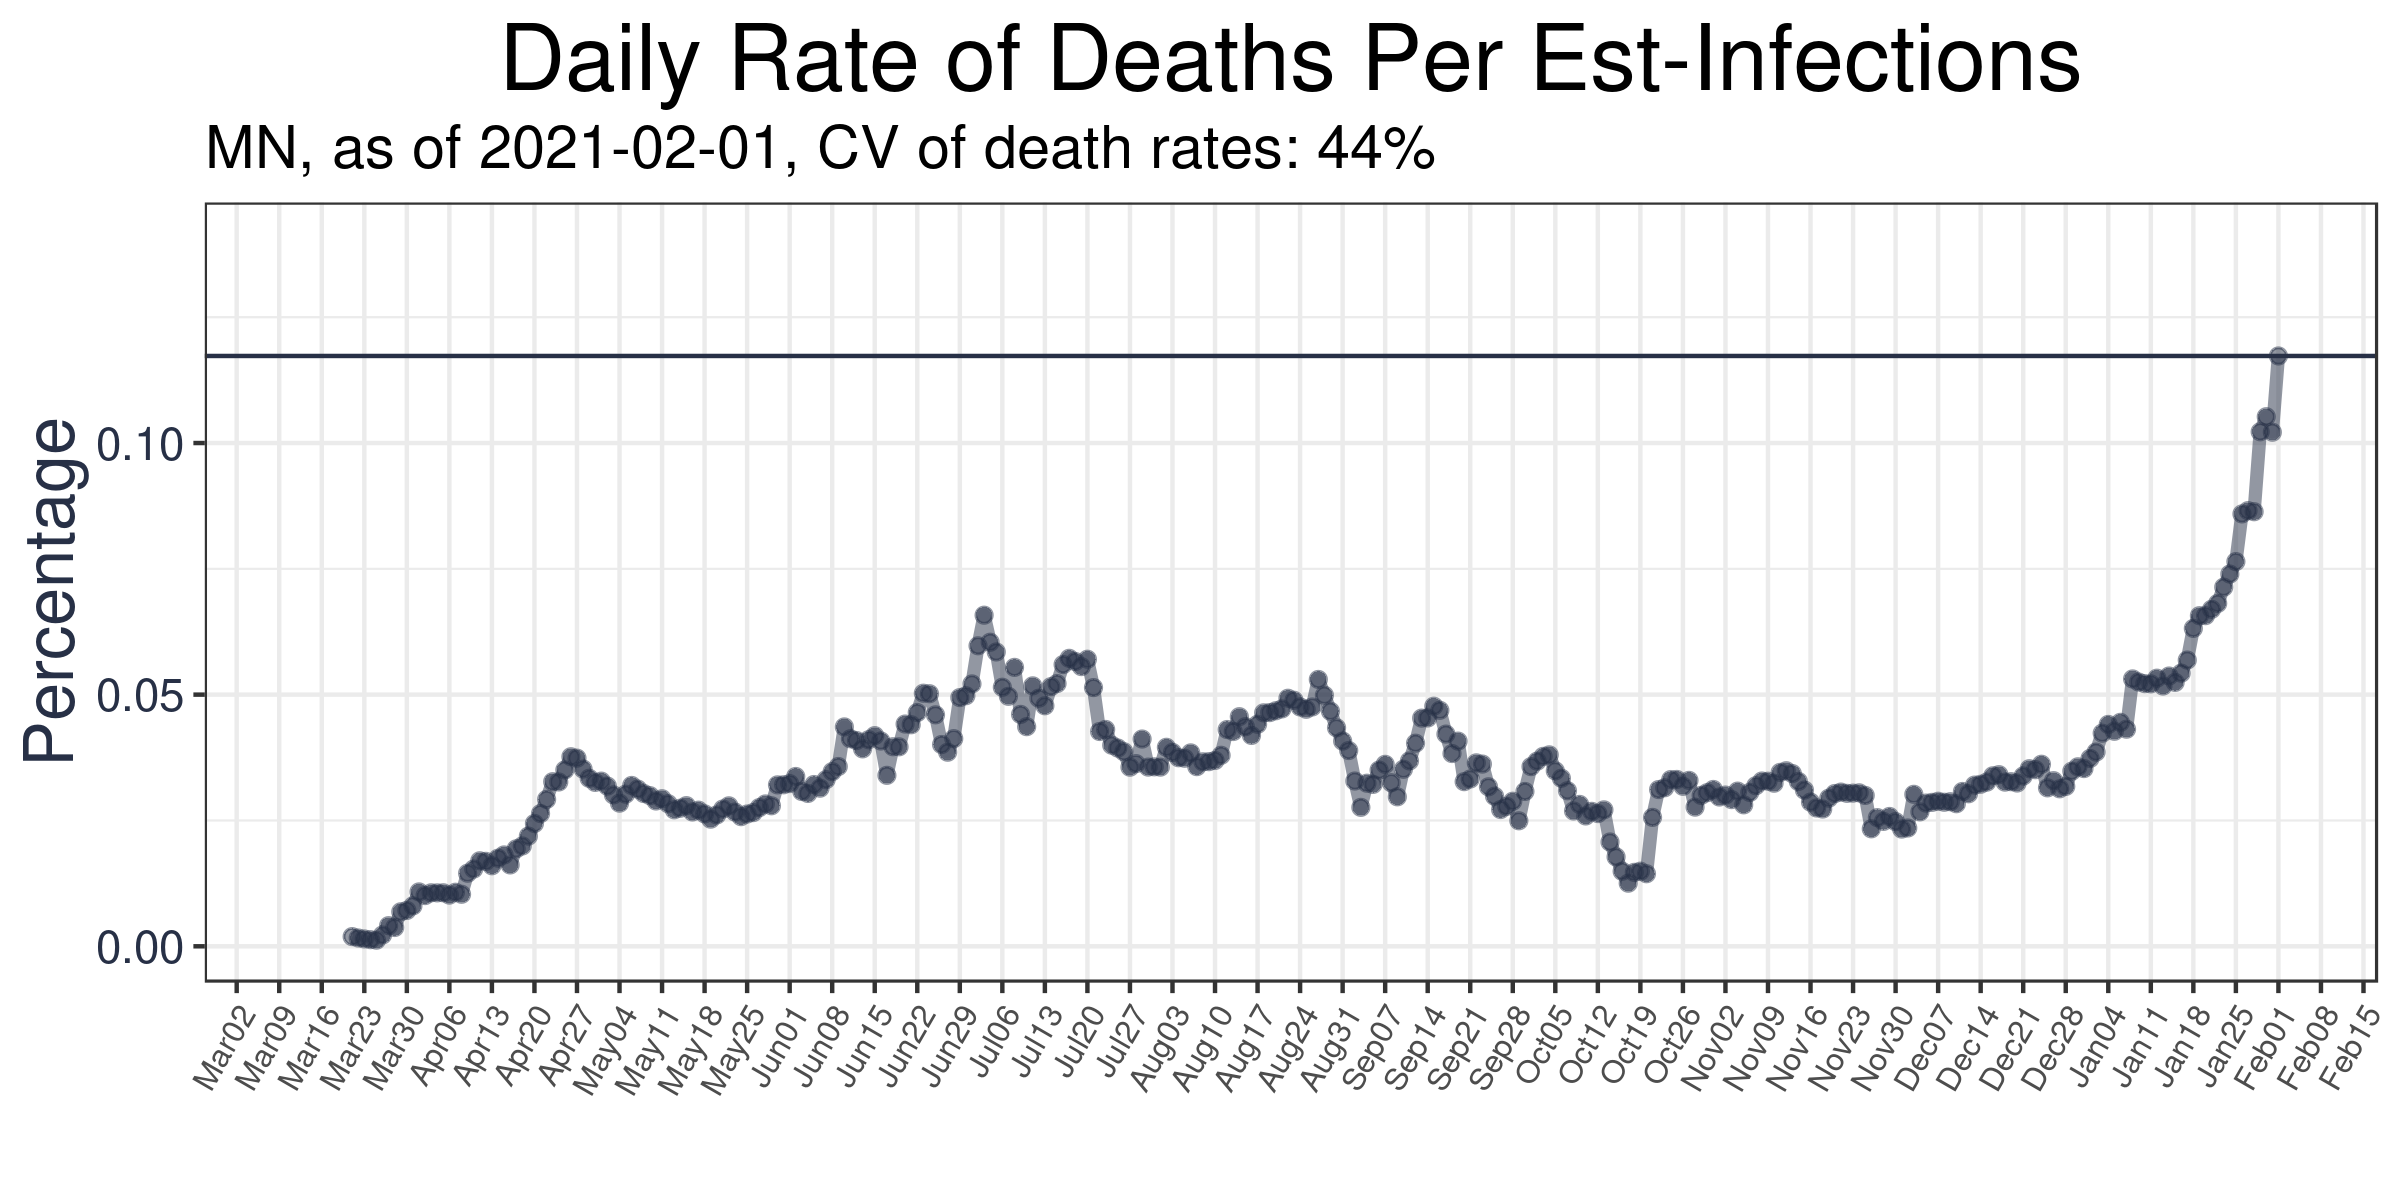 Daily Rate of Deaths Per Est-Infections
MN, as of 2021-02-01, CV of death rates: 44%
Percentage
0.10
0.05
0.00
Mar02
Mar09
Mar16
Mar23
Mar30
Apr06
Apr13
Apr20
Apr27
May04
May11
May18
May25
Jun01
Jun08
Jun15
Jun22
Jun29
Jul06
Jul13
Jul20
Jul27
Aug03
Aug10
Aug17
Aug24
Aug31
Sep07
Sep14
Sep21
Sep28
Oct05
Oct12
Oct19
Oct26
Nov02
Nov09
Nov16
Nov23
Nov30
Dec07
Dec14
Dec21
Dec28
Jan04
Jan11
Jan18
Jan25
Feb01
Feb08
Feb15